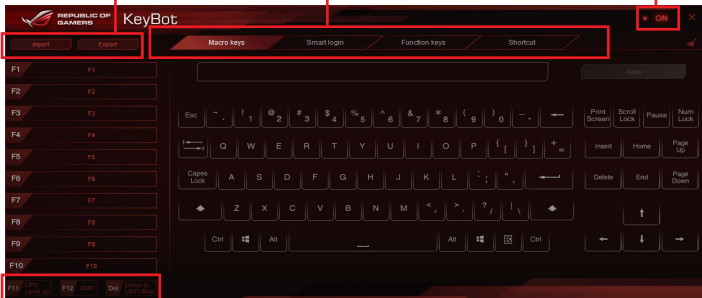 REPUBLIC OF
GAMERS
KeyBot
ON
Import
Export
Macro keys
Smart login
Function keys
Shortcut
Apply
F1 F1
F2 F2
F3 F3
F4 F4
F5 F5
F6 F6
F7 F7
F8 F8
F9 F9
F10 F10
F11 CPU Level up
F12 XMP
Del Direct to UEFI Bios
Esc ~ ` ! 1 @ 2 # 3 $ 4 % 5 ^ 6 & 7 * 8 ( 9 ) 0 _ -
Print Screen
Scroll Lock
Pause
Num Lock
Q W E R T Y U I O P { [ } ] + =
Insert
Home
Page Up
Capes Lock
A S D F G H J K L : ; " ,
Delete
End
Page Down
Z X C V B N M < , > . ? / | \
Ctrl
Alt
Alt
Ctrl